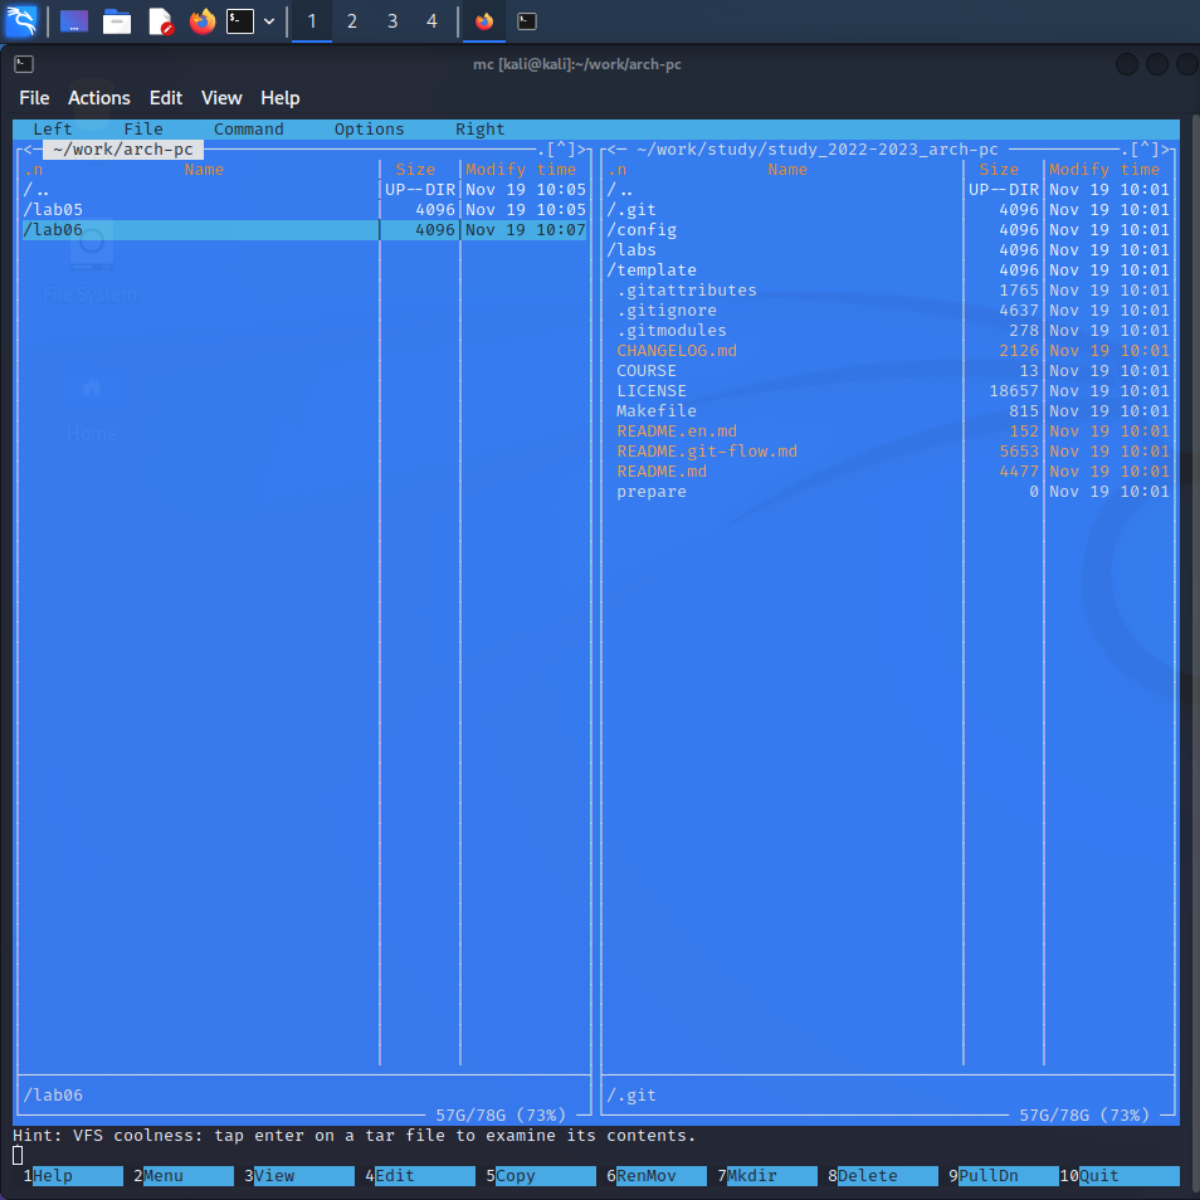 1 2 3 4
mc [kali@kali]:~/work/arch-pc
File Actions Edit View Help
Left File Command Options Right
<─ ~/work/arch-pc ─.[^]>
.n Name Size Modify time
/.. UP--DIR Nov 19 10:05
/lab05 4096 Nov 19 10:05
/lab06 4096 Nov 19 10:07
File System
Home
/lab06
57G/78G (73%)
<─ ~/work/study/study_2022-2023_arch-pc ─.[^]>
.n Name Size Modify time
/.. UP--DIR Nov 19 10:01
/.git 4096 Nov 19 10:01
/config 4096 Nov 19 10:01
/labs 4096 Nov 19 10:01
/template 4096 Nov 19 10:01
.gitattributes 1765 Nov 19 10:01
.gitignore 4637 Nov 19 10:01
.gitmodules 278 Nov 19 10:01
CHANGELOG.md 2126 Nov 19 10:01
COURSE 13 Nov 19 10:01
LICENSE 18657 Nov 19 10:01
Makefile 815 Nov 19 10:01
README.en.md 152 Nov 19 10:01
README.git-flow.md 5653 Nov 19 10:01
README.md 4477 Nov 19 10:01
prepare 0 Nov 19 10:01
/.git
57G/78G (73%)
Hint: VFS coolness: tap enter on a tar file to examine its contents.
1Help 2Menu 3View 4Edit 5Copy 6RenMov 7Mkdir 8Delete 9PullDn 10Quit